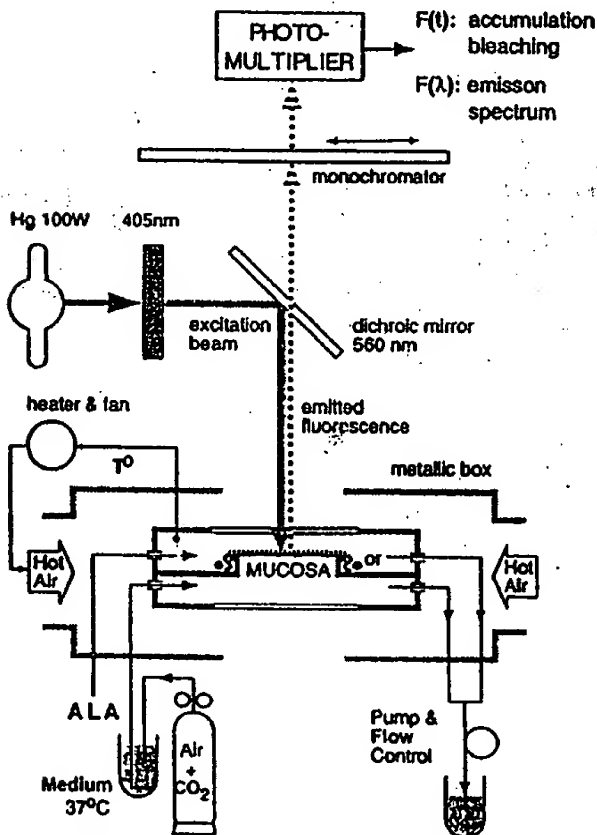 PHOTO-
MULTIPLIER
F(t): accumulation
bleaching
F(λ): emisson
spectrum
monochromator
Hg 100W
405nm
excitation
beam
dichroic mirror
560 nm
heater & fan
emitted
fluorescence
T°
metallic box
Hot
Air
MUCOSA
or
Hot
Air
ALA
Air
+
CO2
Medium
37°C
Pump &
Flow
Control